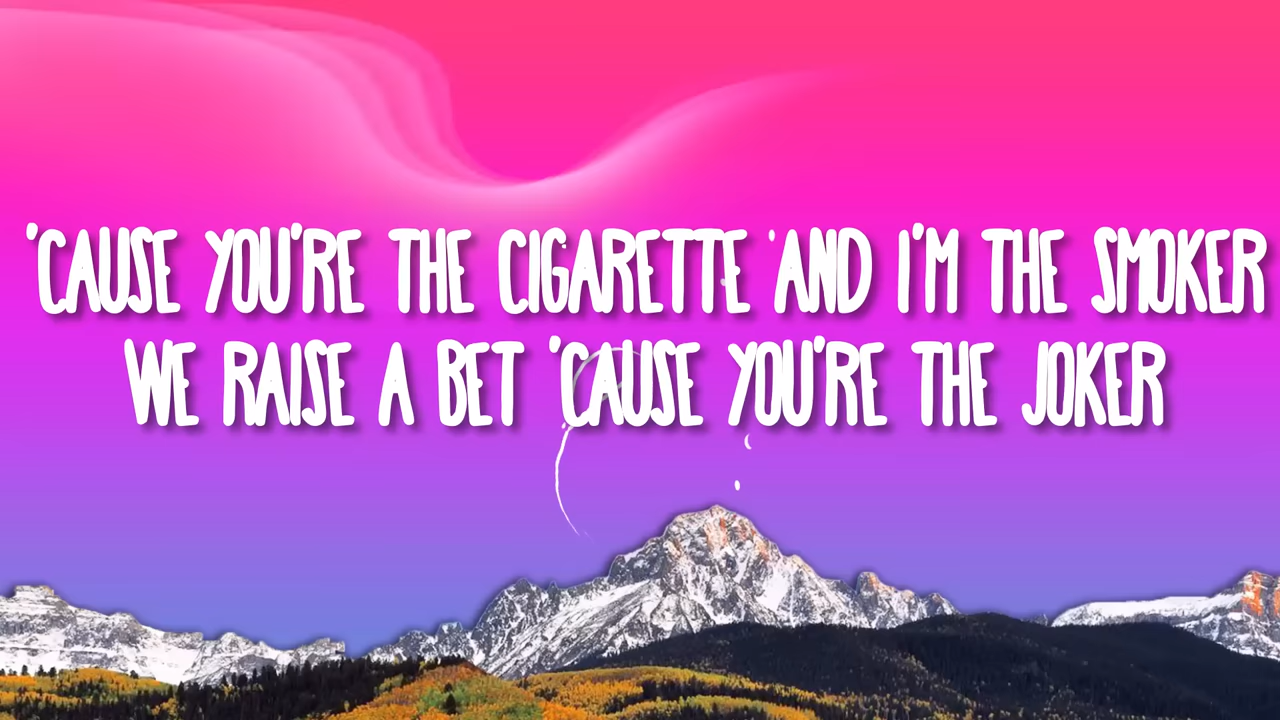 'CAUSE YOU'RE THE CIGARETTE AND I'M THE SMOKER
WE RAISE A BET 'CAUSE YOU'RE THE JOKER